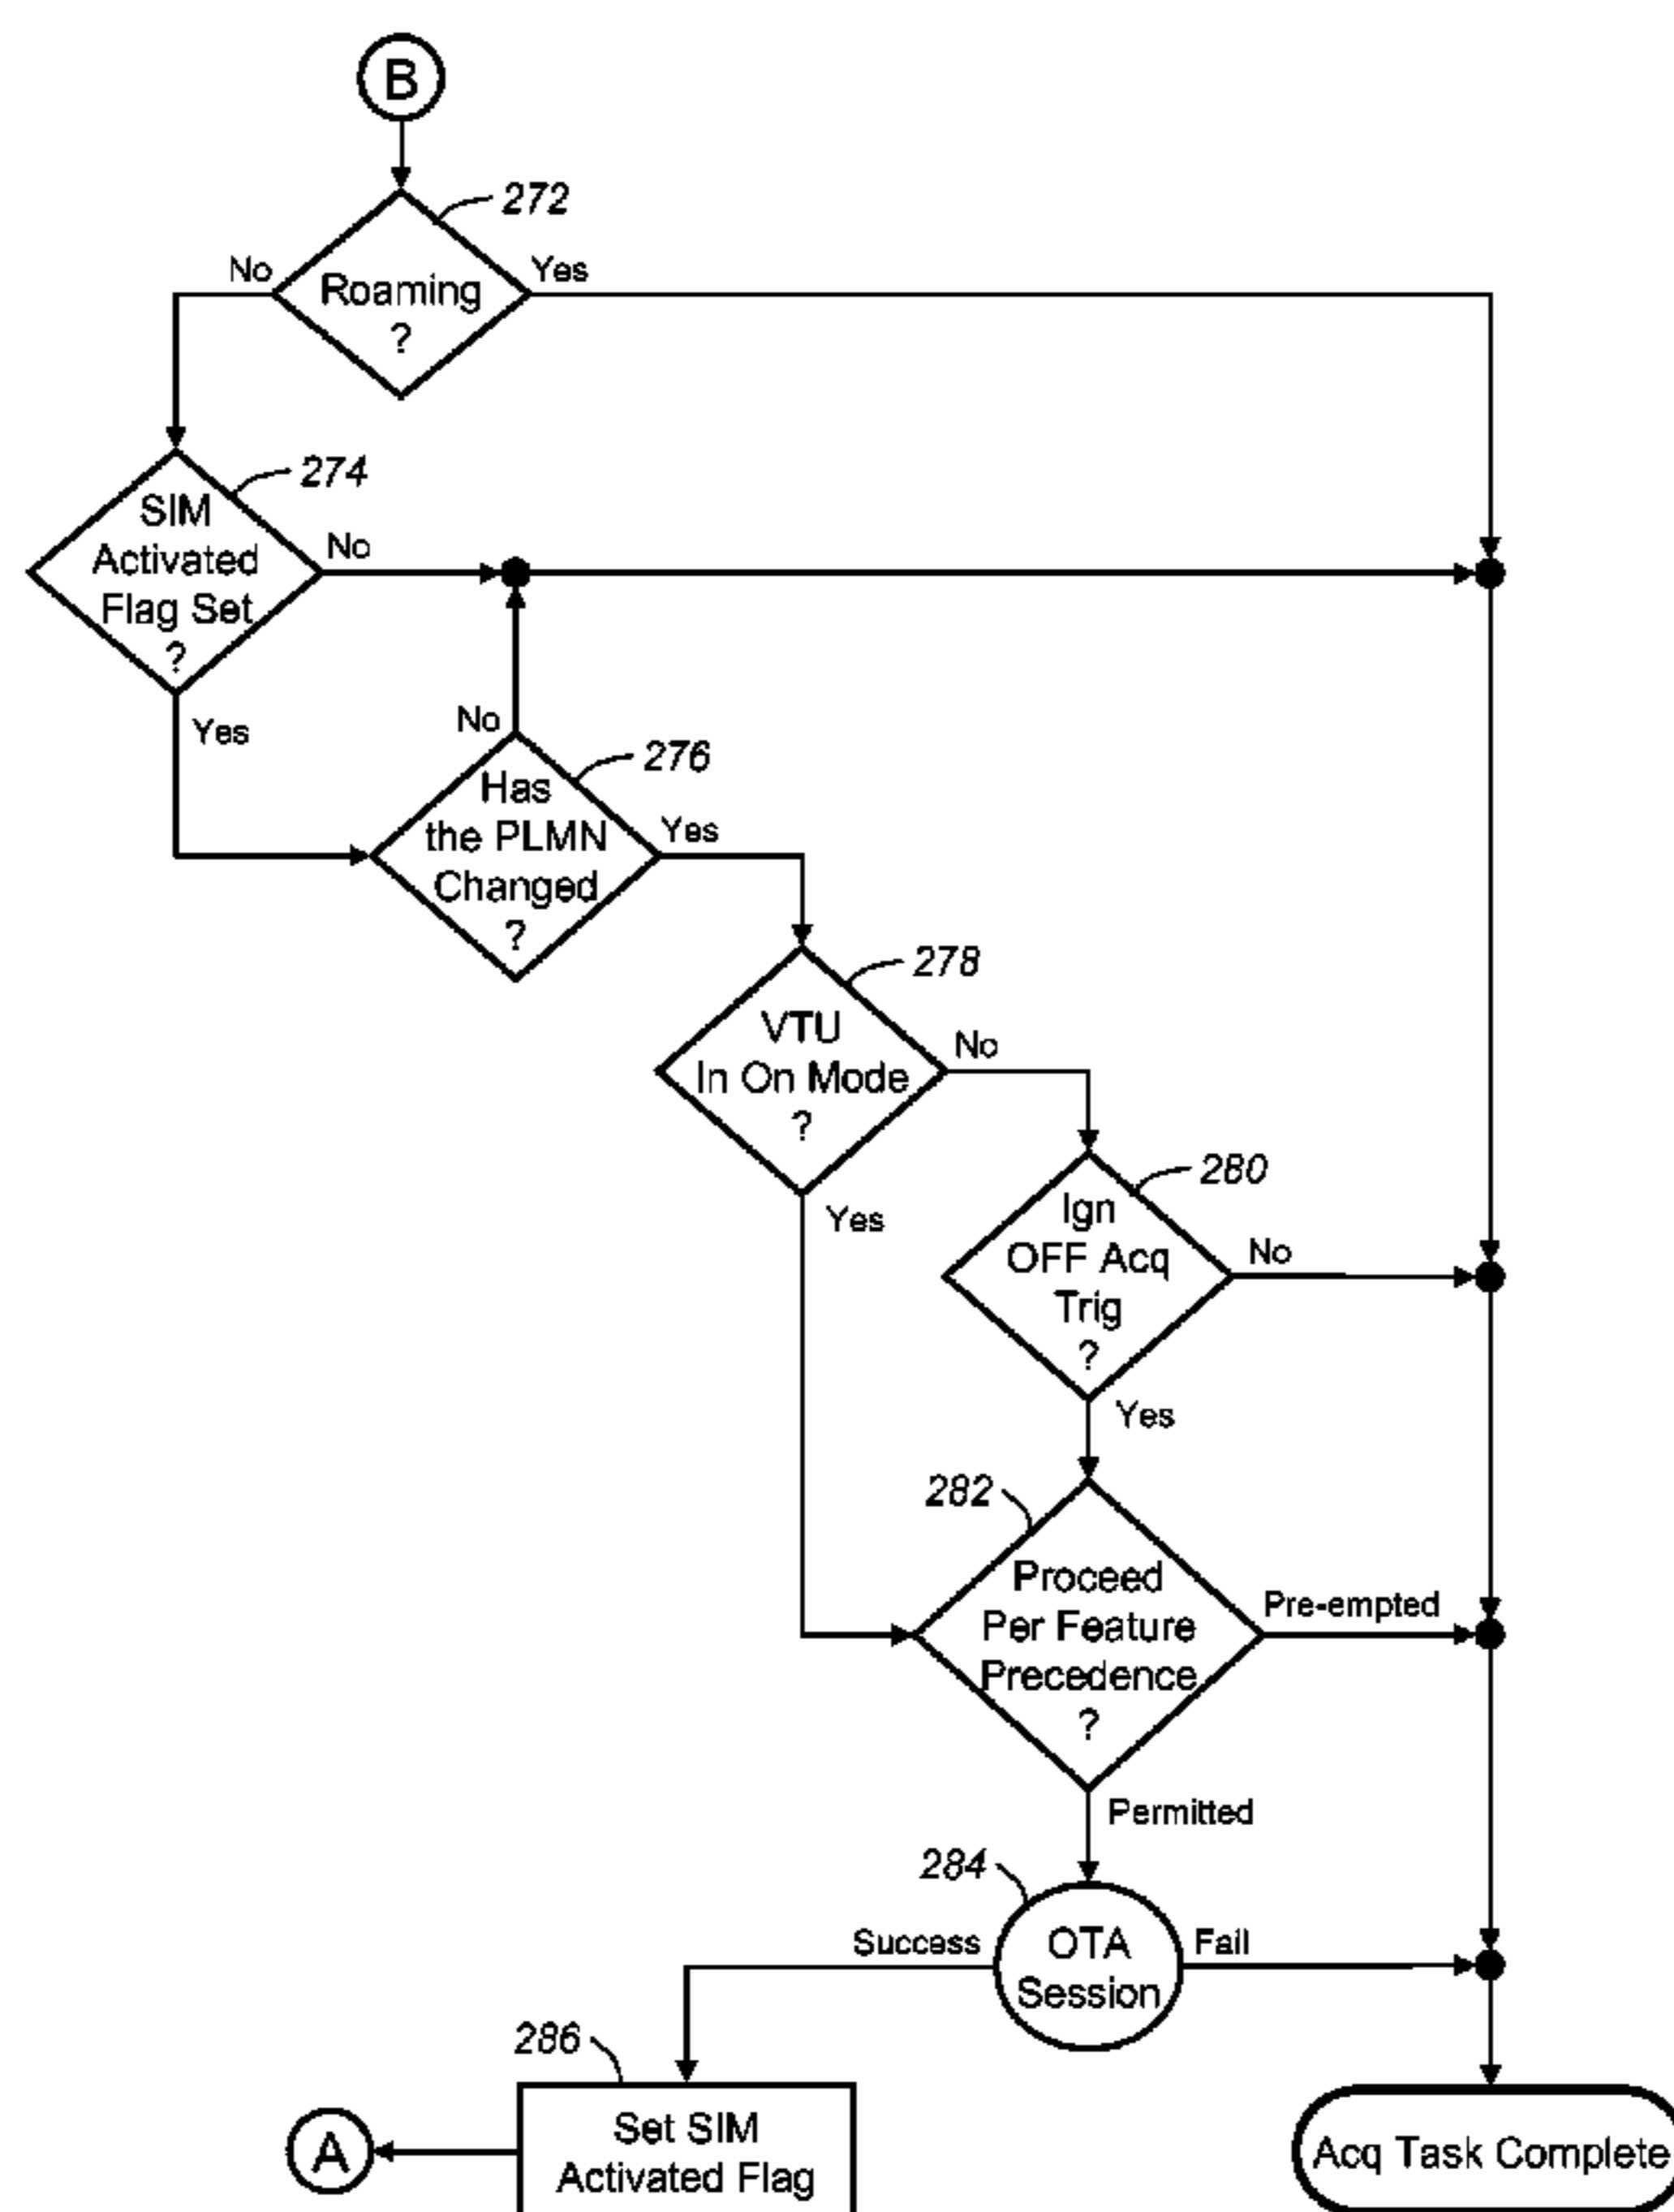 B
272
No
Yes
Roaming
?
274
SIM
Activated
Flag Set
?
No
Yes
No
276
Has
the PLMN
Changed
?
Yes
278
VTU
In On Mode
?
No
Yes
280
Ign
OFF Acq
Trig
?
No
Yes
282
Proceed
Per Feature
Precedence
?
Pre-empted
Permitted
284
Success
OTA
Session
Fail
286
Set SIM
Activated Flag
A
Acq Task Complete